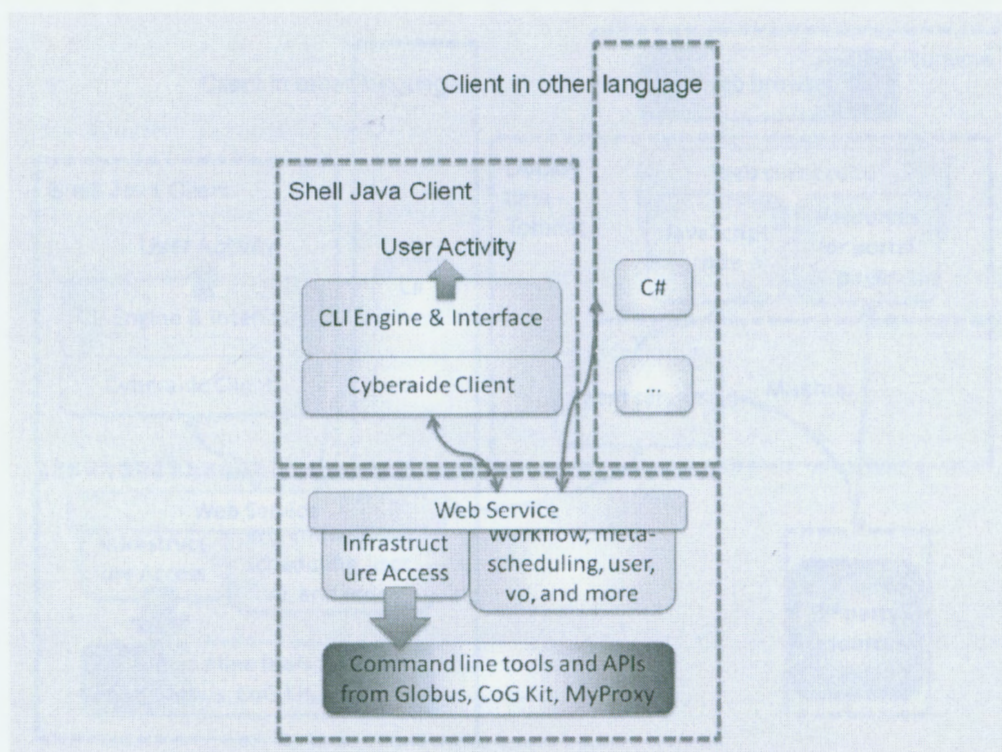 Client in other language
Shell Java Client
User Activity
CLI Engine & Interface
Cyberaide Client
C#
...
Web Service
Infrastruct
ure Access
Workflow, meta-
scheduling, user,
vo, and more
Command line tools and APIs
from Globus, CoG Kit, MyProxy